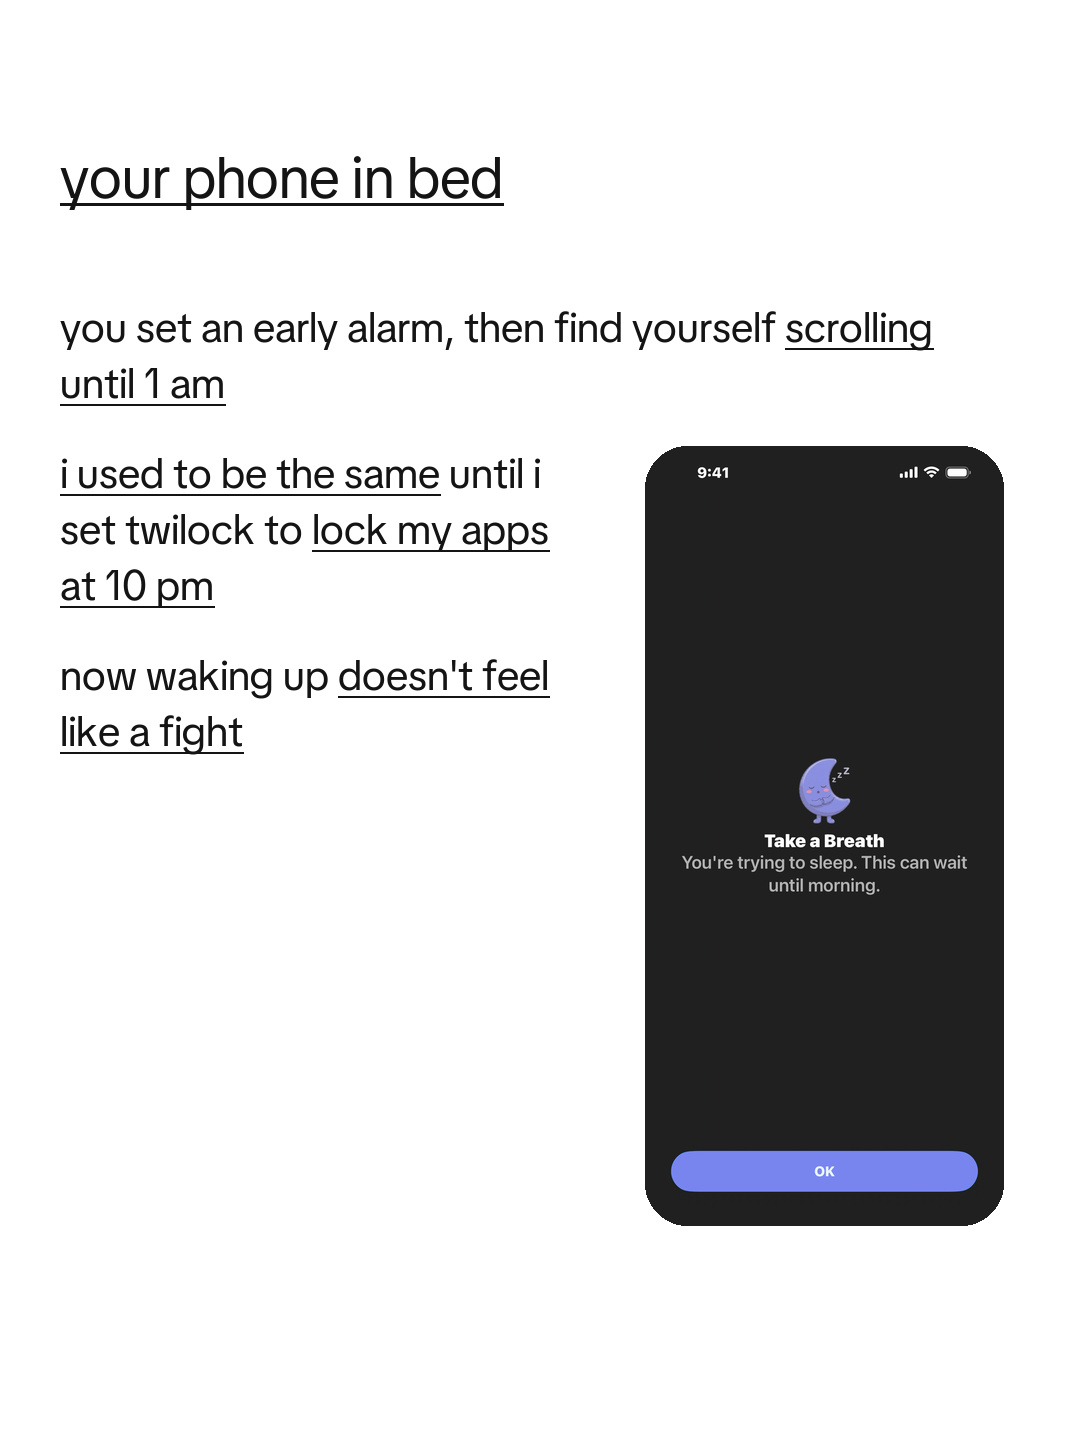 your phone in bed
you set an early alarm, then find yourself scrolling
until 1 am
i used to be the same until i
set twilock to lock my apps
at 10 pm
now waking up doesn't feel
like a fight
9:41
z z z
Take a Breath
You're trying to sleep. This can wait
until morning.
OK